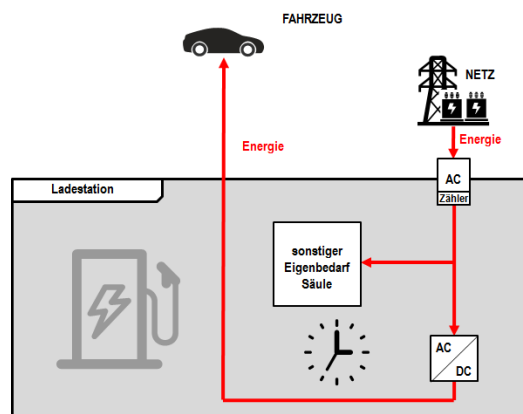 FAHRZEUG
NETZ
Energie
Energie
AC
Zähler
Ladestation
sonstiger
Eigenbedarf
Säule
AC
DC